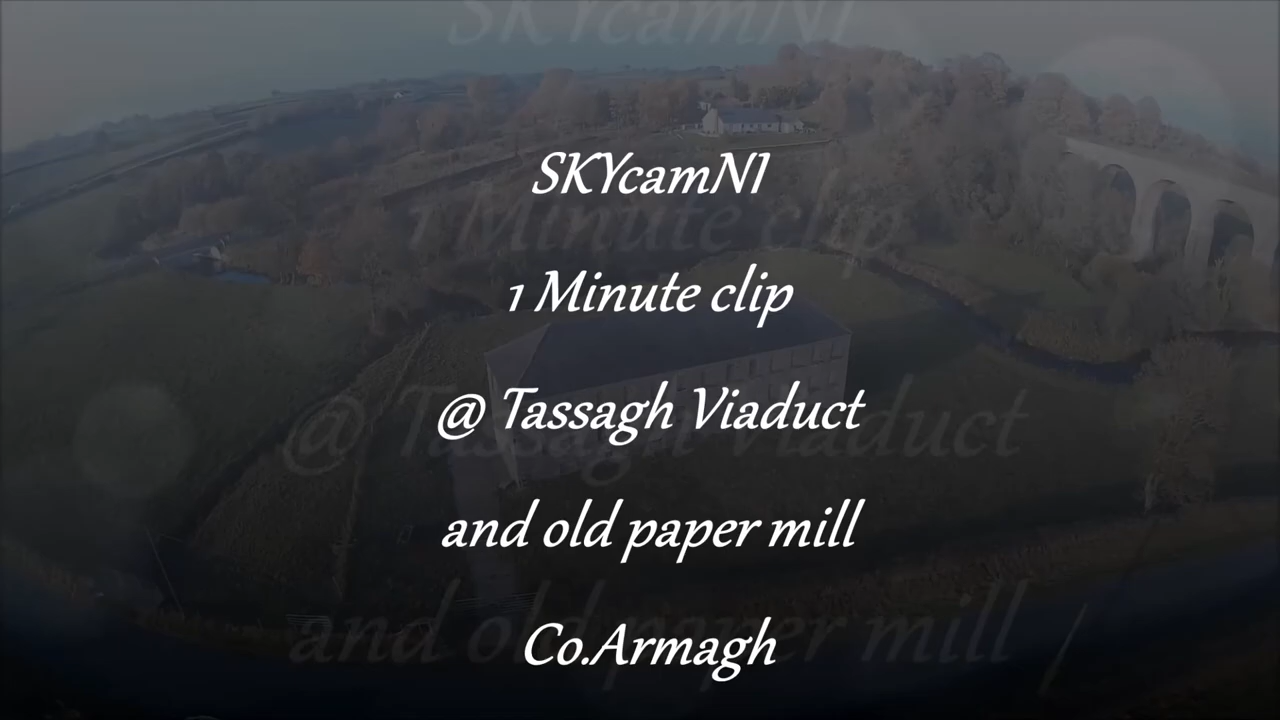 SKYcamNI
1 Minute clip
@ Tassagh Viaduct
and old paper mill
Co.Armagh